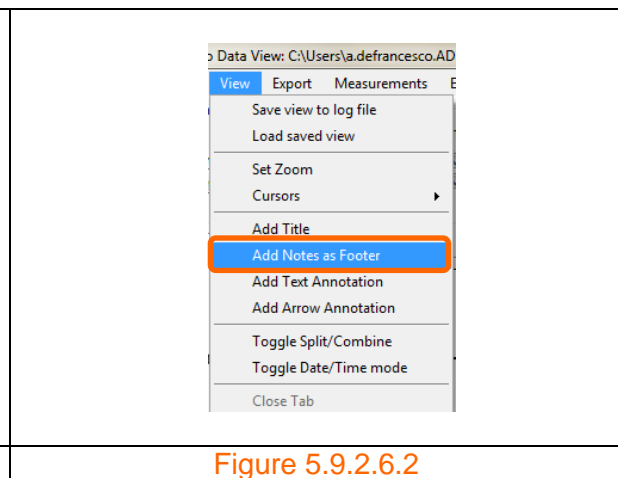 o Data View: C:\Users\a.defrancesco.AD
View Export Measurements E
Save view to log file
Load saved view
Set Zoom
Cursors
Add Title
Add Notes as Footer
Add Text Annotation
Add Arrow Annotation
Toggle Split/Combine
Toggle Date/Time mode
Close Tab
Figure 5.9.2.6.2